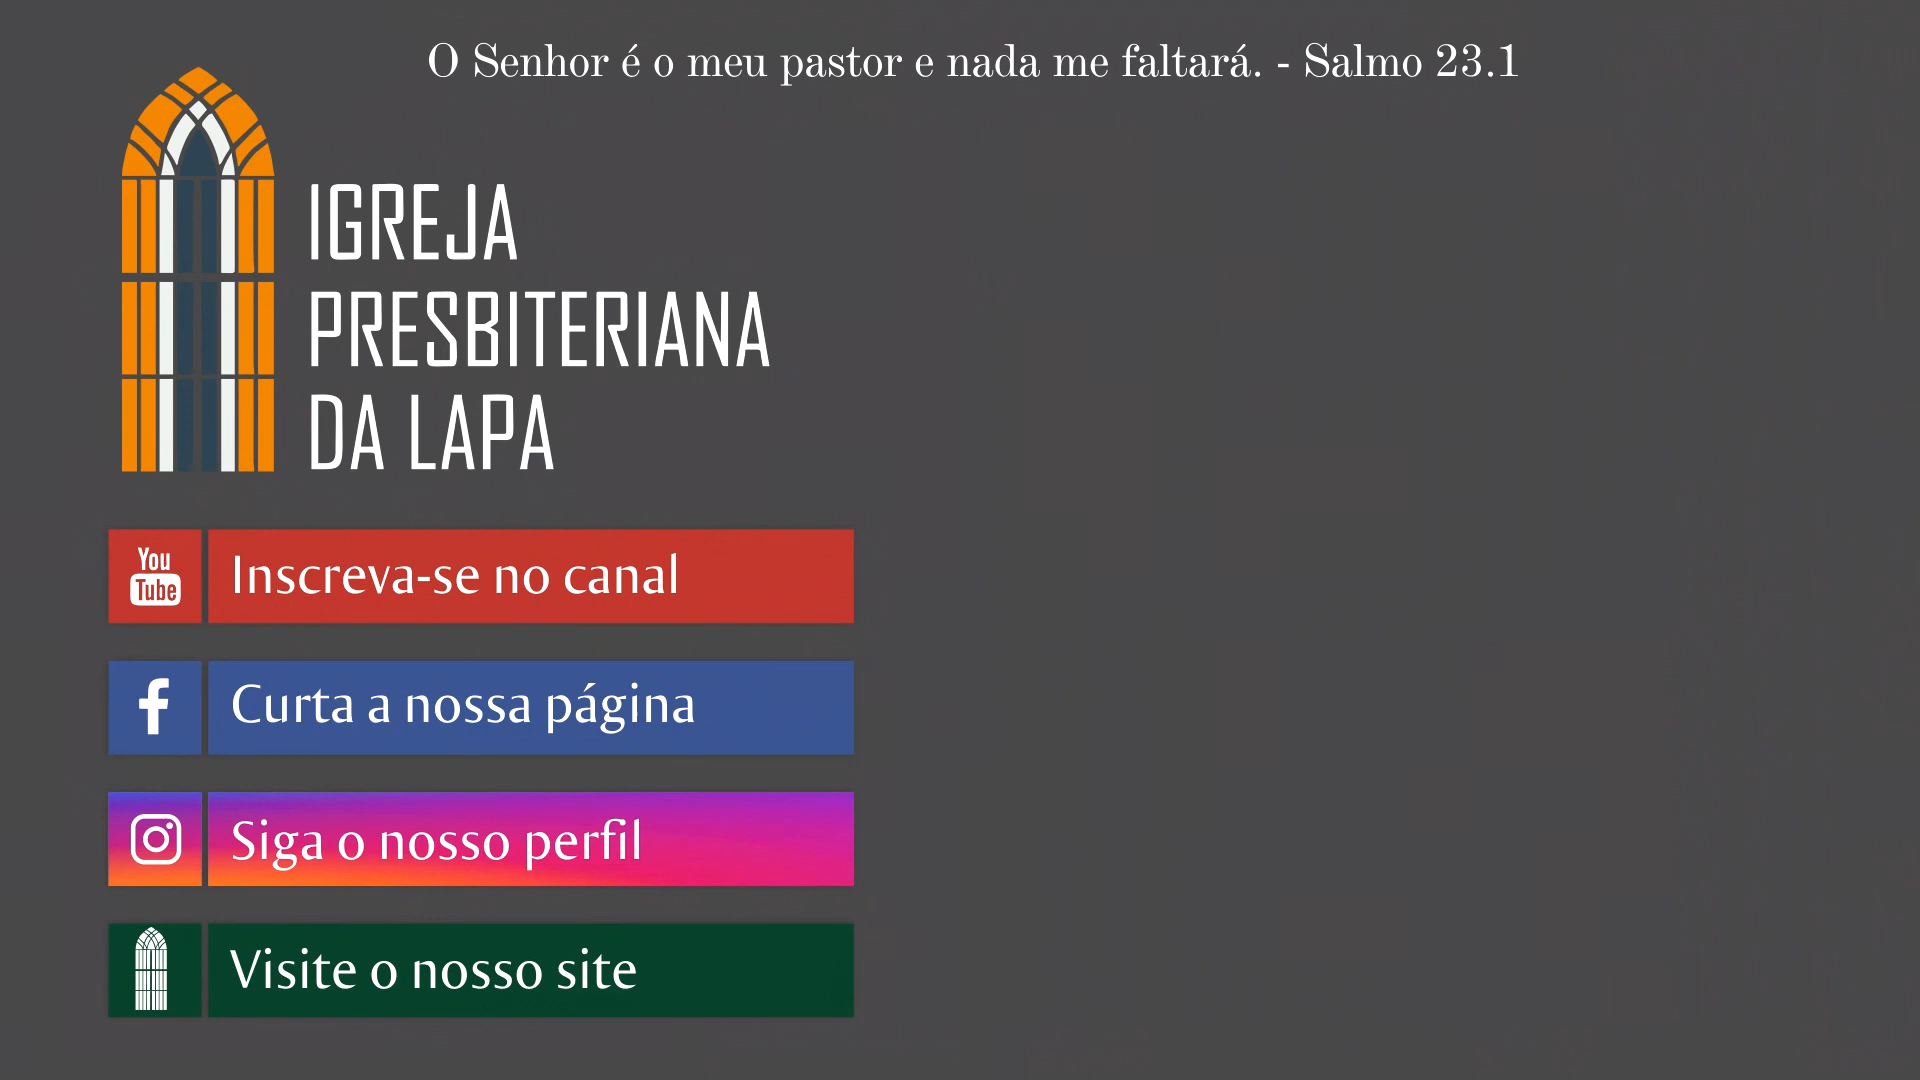 O Senhor é o meu pastor e nada me faltará. - Salmo 23.1
IGREJA
PRESBITERIANA
DA LAPA
You
Tube
Inscreva-se no canal
f
Curta a nossa página
Siga o nosso perfil
Visite o nosso site